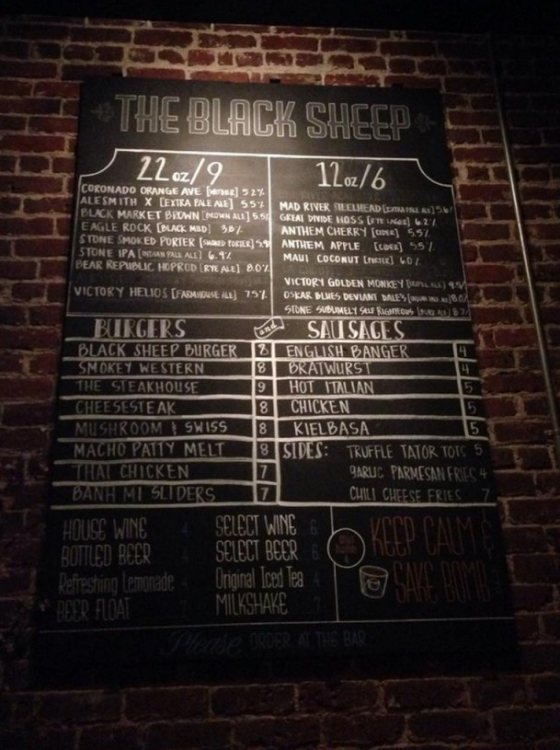 THE BLACK SHEEP
22oz/9
CORONADO ORANGE AVE. [WITBIER] 5.2%
ALESMITH X [EXTRA PALE ALE] 5.5%
BLACK MARKET BROWN [BROWN ALE] 5.5%
EAGLE ROCK [BLACK MILD] 3.8%
STONE SMOKED PORTER [SMOKED PORTER] 5.9%
STONE IPA [INDIAN PALE ALE] 6.9%
BEAR REPUBLIC HOPROD [RYE ALE] 8.0%
VICTORY HELIOS [FARMHOUSE ALE] 7.5%
12oz/6
MAD RIVER STEELHEAD [EXTRA PALE ALE] 5.6%
GREAT DIVIDE HOSS [RYE LAGER] 6.2%
ANTHEM CHERRY [CIDER] 5.5%
ANTHEM APPLE [CIDER] 5.5%
MAUI COCONUT [PORTER] 6.0%
VICTORY GOLDEN MONKEY [TRIPEL ALE] 9.5%
OSKAR BLUES DEVIANT DALE'S [INDIAN PALE ALE] 8.0%
STONE SUBLIMELY SELF RIGHTEOUS [PURE ALE] 8.7%
BURGERS and SAUSAGES
BLACK SHEEP BURGER 8
SMOKEY WESTERN 8
THE STEAKHOUSE 9
CHEESESTEAK 8
MUSHROOM & SWISS 8
MACHO PATTY MELT 8
THAI CHICKEN 7
BANH MI SLIDERS 7
ENGLISH BANGER 4
BRATWURST 4
HOT ITALIAN 5
CHICKEN 5
KIELBASA 5
SIDES: TRUFFLE TATOR TOTS 5
GARLIC PARMESAN FRIES 4
CHILI CHEESE FRIES 7
HOUSE WINE 4
BOTTLED BEER 4
Refreshing Lemonade 4
BEER FLOAT 7
SELECT WINE 6
SELECT BEER 6
Original Iced Tea 4
MILKSHAKE 7
KEEP CALM &
SAKE BOMB
Please ORDER AT THE BAR